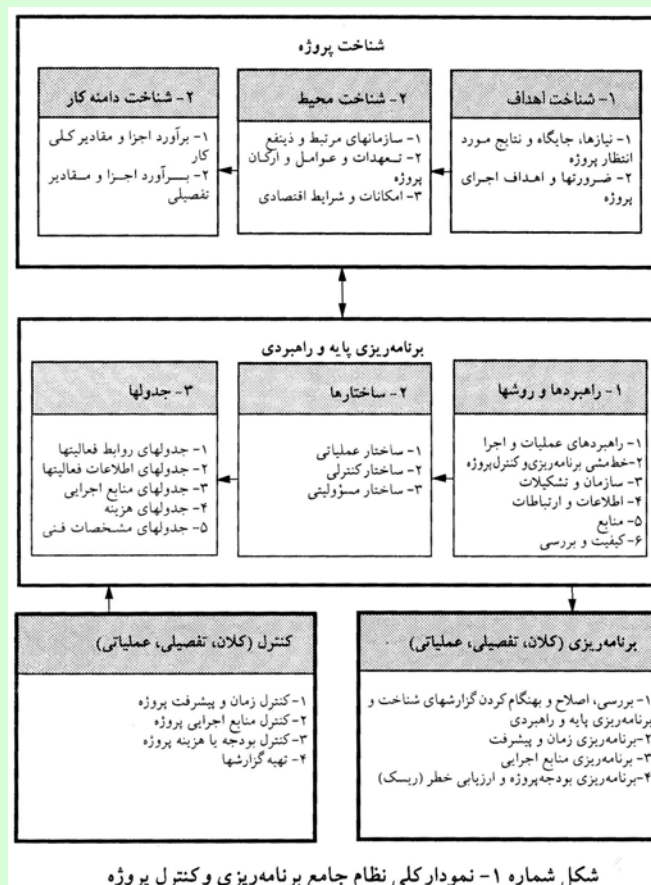 شناخت پروژه
۱- شناخت اهداف
۱- نیازها، جایگاه و نتایج مورد
انتظار پروژه
۲- ضرورتها و اهداف اجرای
پروژه
۲- شناخت محیط
۱- سازمانهای مرتبط و ذینفع
۲- تعهدات و عوامل و ارکان
پروژه
۳- امکانات و شرایط اقتصادی
۲- شناخت دامنه کار
۱- برآورد اجزا و مقادیر کلی
کار
۲- برآورد اجزا و مقادیر
تفصیلی
برنامه‌ریزی پایه و راهبردی
۱- راهبردها و روشها
۱- راهبردهای عملیات و اجرا
۲- خط‌مشی برنامه‌ریزی و کنترل پروژه
۳- سازمان و تشکیلات
۴- اطلاعات و ارتباطات
۵- منابع
۶- کیفیت و بررسی
۲- ساختارها
۱- ساختار عملیاتی
۲- ساختار کنترلی
۳- ساختار مسؤولیتی
۳- جدولها
۱- جدولهای روابط فعالیتها
۲- جدولهای اطلاعات فعالیتها
۳- جدولهای منابع اجرایی
۴- جدولهای هزینه
۵- جدولهای مشخصات فنی
برنامه‌ریزی (کلان، تفصیلی، عملیاتی)
۱- بررسی، اصلاح و بهنگام کردن گزارشهای شناخت و
برنامه‌ریزی پایه و راهبردی
۲- برنامه‌ریزی زمان و پیشرفت
۳- برنامه‌ریزی منابع اجرایی
۴- برنامه‌ریزی بودجه پروژه و ارزیابی خطر (ریسک)
کنترل (کلان، تفصیلی، عملیاتی)
۱- کنترل زمان و پیشرفت پروژه
۲- کنترل منابع اجرایی پروژه
۳- کنترل بودجه یا هزینه پروژه
۴- تهیه گزارشها
شکل شماره ۱- نمودار کلی نظام جامع برنامه‌ریزی و کنترل پروژه